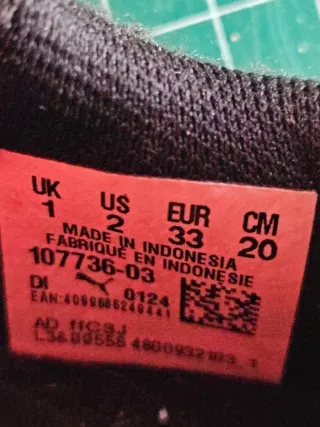 UK US EUR CM
1 2 33 20
MADE IN INDONESIA
FABRIQUÉ EN INDONESIE
107736-03
DI 0124
EAN:4099686240441